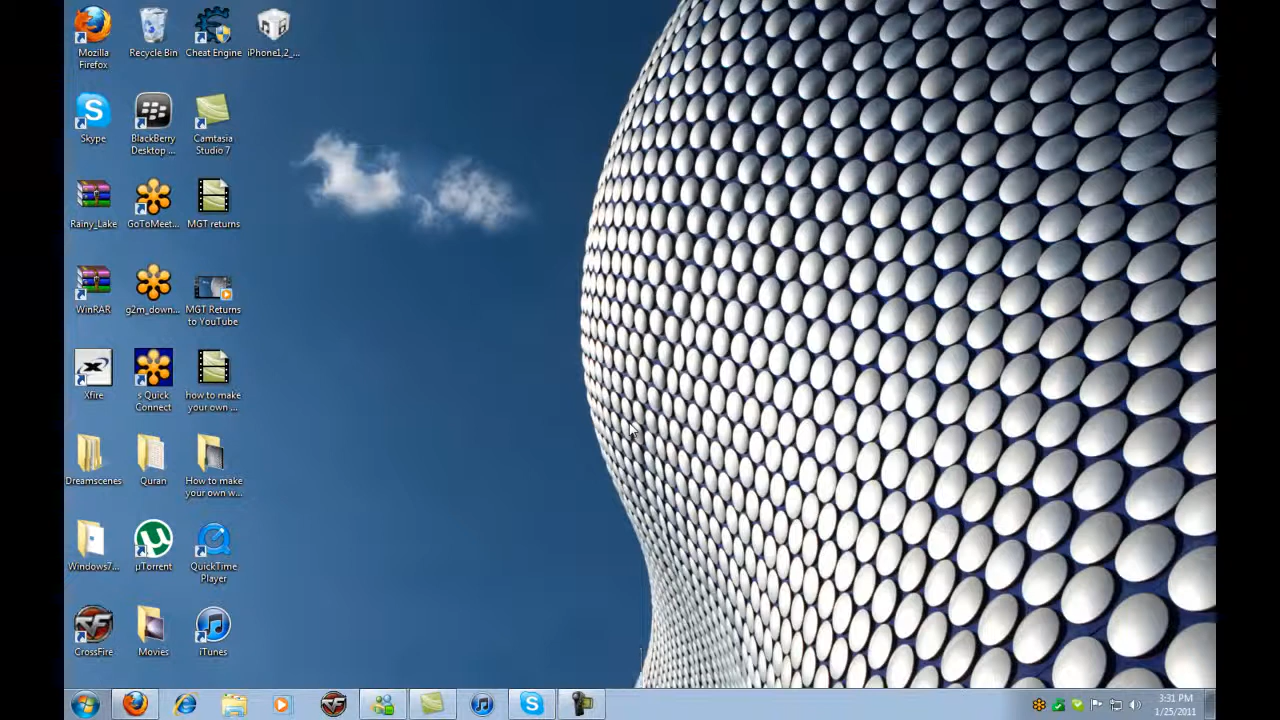 Mozilla
Firefox
Recycle Bin
Cheat Engine
iPhone1,2_...
Skype
BlackBerry
Desktop ...
Camtasia
Studio 7
Rainy_Lake
GoToMeet...
MGT returns
WinRAR
g2m_down...
MGT Returns
to YouTube
Xfire
s Quick
Connect
how to make
your own ...
Dreamscenes
Quran
How to make
your own w...
Windows7...
µTorrent
QuickTime
Player
CrossFire
Movies
iTunes
3:31 PM
1/25/2011